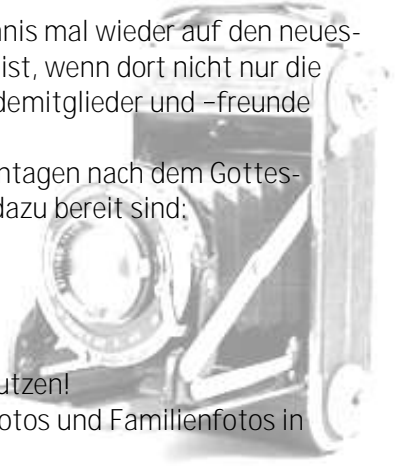 nnis mal wieder auf den neues-
ist, wenn dort nicht nur die
demitglieder und –freunde
ntagen nach dem Gottes-
dazu bereit sind:
utzen!
otos und Familienfotos in